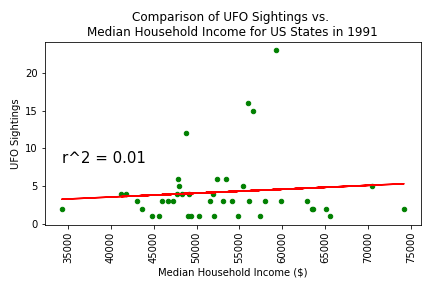 Comparison of UFO Sightings vs.
Median Household Income for US States in 1991
20
15
10
5
0
UFO Sightings
r^2 = 0.01
35000
40000
45000
50000
55000
60000
65000
70000
75000
Median Household Income ($)